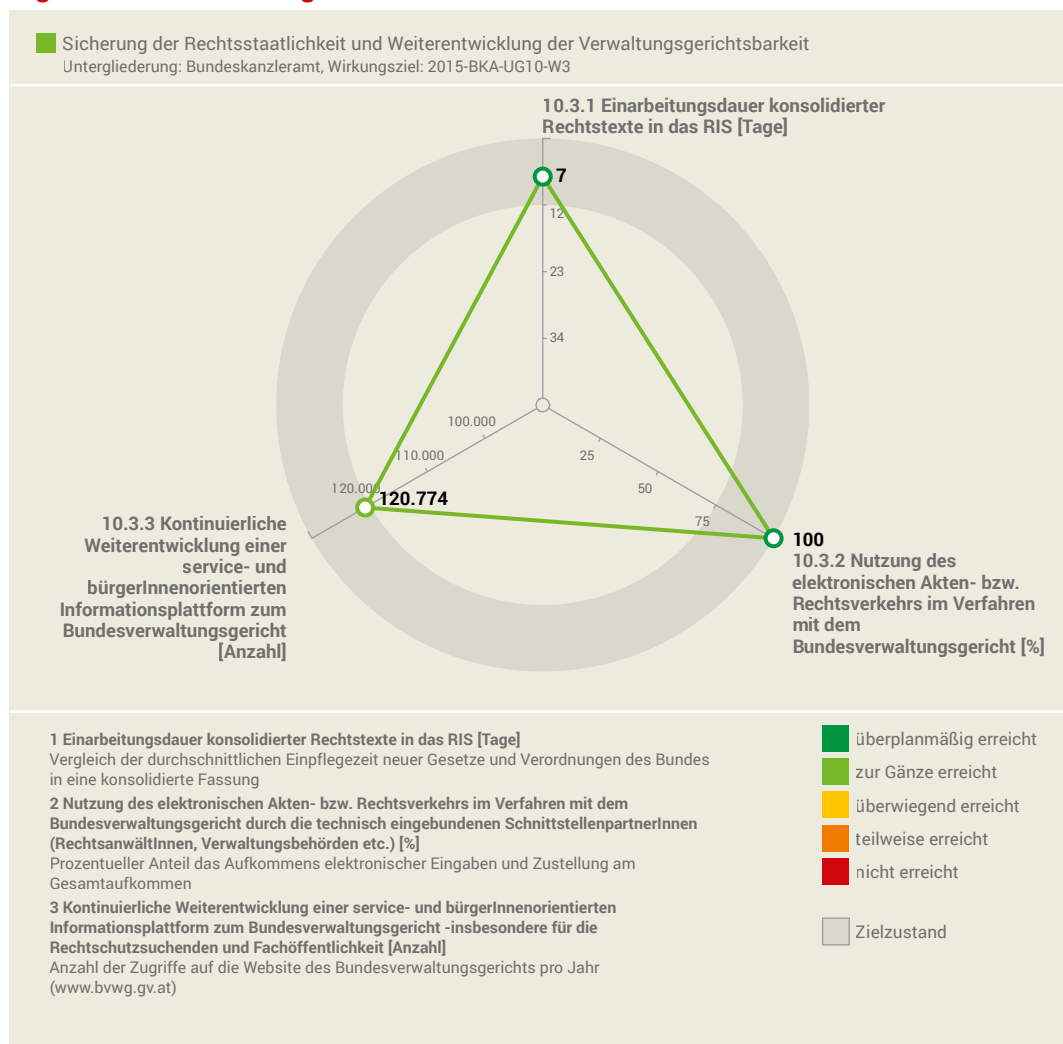 Sicherung der Rechtsstaatlichkeit und Weiterentwicklung der Verwaltungsgerichtsbarkeit
Untergliederung: Bundeskanzleramt, Wirkungsziel: 2015-BKA-UG10-W3
10.3.1 Einarbeitungsdauer konsolidierter
Rechtstexte in das RIS [Tage]
7
12
23
34
100.000
110.000
120.000
120.774
25
50
75
100
10.3.2 Nutzung des
elektronischen Akten- bzw.
Rechtsverkehrs im Verfahren
mit dem
Bundesverwaltungsgericht [%]
10.3.3 Kontinuierliche
Weiterentwicklung einer
service- und
bürgerInnenorientierten
Informationsplattform zum
Bundesverwaltungsgericht
[Anzahl]
1 Einarbeitungsdauer konsolidierter Rechtstexte in das RIS [Tage]
Vergleich der durchschnittlichen Einpflegezeit neuer Gesetze und Verordnungen des Bundes
in eine konsolidierte Fassung
2 Nutzung des elektronischen Akten- bzw. Rechtsverkehrs im Verfahren mit dem
Bundesverwaltungsgericht durch die technisch eingebundenen SchnittstellenpartnerInnen
(RechtsanwältInnen, Verwaltungsbehörden etc.) [%]
Prozentueller Anteil das Aufkommens elektronischer Eingaben und Zustellung am
Gesamtaufkommen
3 Kontinuierliche Weiterentwicklung einer service- und bürgerInnenorientierten
Informationsplattform zum Bundesverwaltungsgericht -insbesondere für die
Rechtschutzsuchenden und Fachöffentlichkeit [Anzahl]
Anzahl der Zugriffe auf die Website des Bundesverwaltungsgerichts pro Jahr
(www.bvwg.gv.at)
überplanmäßig erreicht
zur Gänze erreicht
überwiegend erreicht
teilweise erreicht
nicht erreicht
Zielzustand